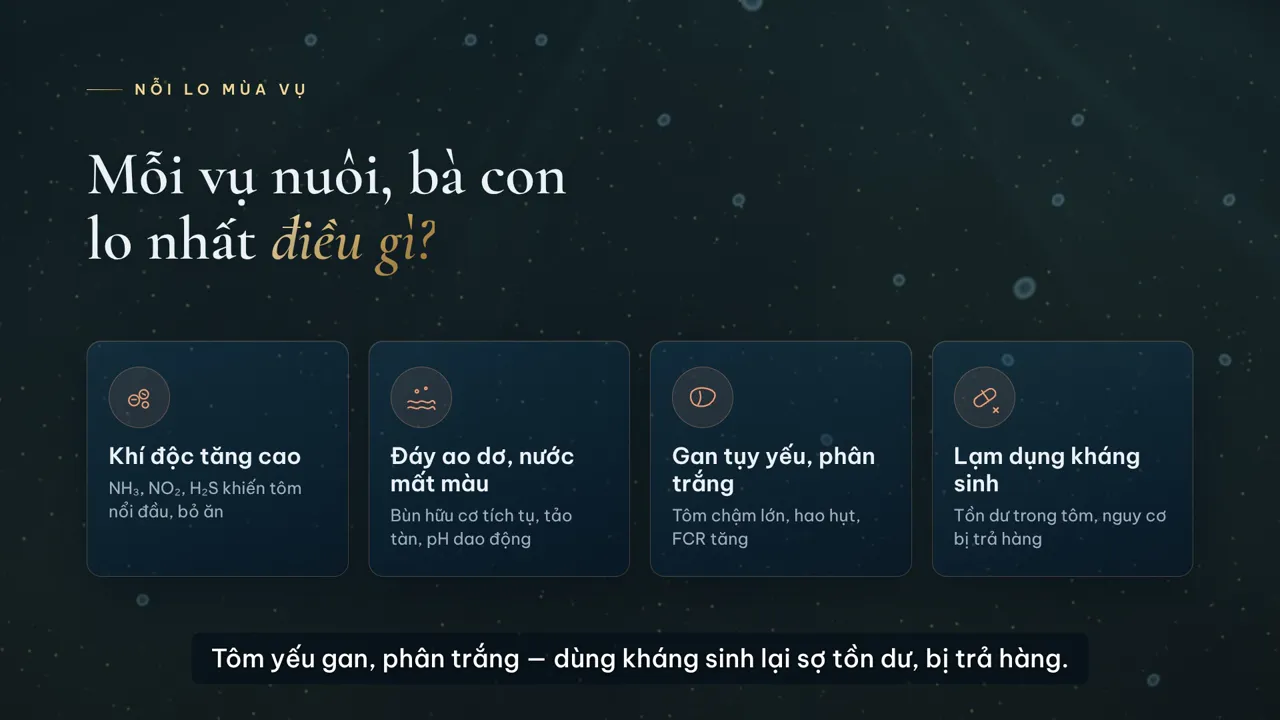 NỖI LO MÙA VỤ
Mỗi vụ nuôi, bà con
lo nhất điều gì?
Khí độc tăng cao
NH₃, NO₂, H₂S khiến tôm
nổi đầu, bỏ ăn
Đáy ao dơ, nước
mất màu
Bùn hữu cơ tích tụ, tảo
tàn, pH dao động
Gan tụy yếu, phân
trắng
Tôm chậm lớn, hao hụt,
FCR tăng
Lạm dụng kháng
sinh
Tồn dư trong tôm, nguy cơ
bị trả hàng
Tôm yếu gan, phân trắng — dùng kháng sinh lại sợ tồn dư, bị trả hàng.